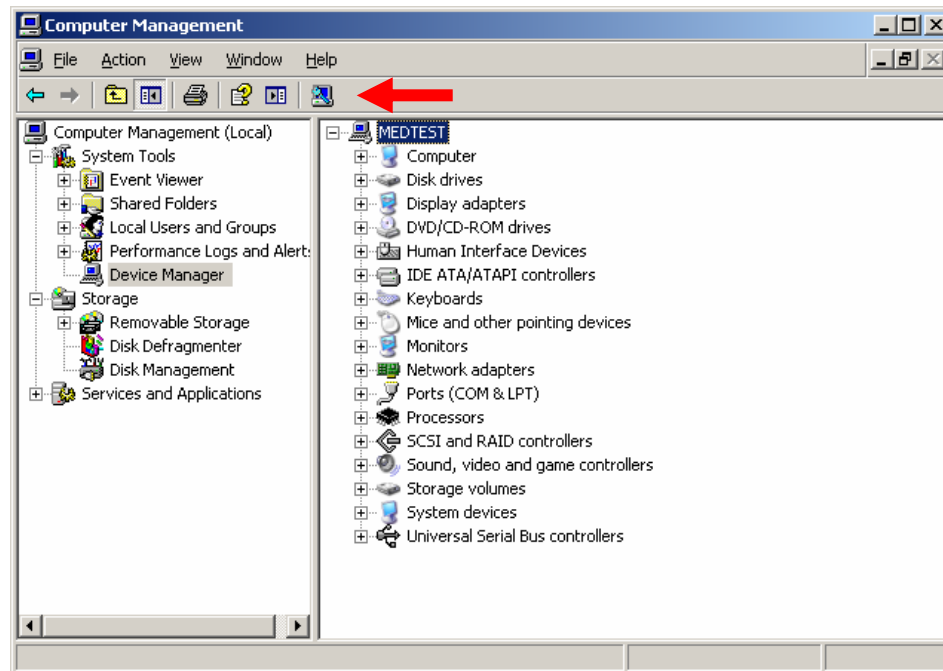 Computer Management
File Action View Window Help
Computer Management (Local)
System Tools
Event Viewer
Shared Folders
Local Users and Groups
Performance Logs and Alert:
Device Manager
Storage
Removable Storage
Disk Defragmenter
Disk Management
Services and Applications
MEDTEST
Computer
Disk drives
Display adapters
DVD/CD-ROM drives
Human Interface Devices
IDE ATA/ATAPI controllers
Keyboards
Mice and other pointing devices
Monitors
Network adapters
Ports (COM & LPT)
Processors
SCSI and RAID controllers
Sound, video and game controllers
Storage volumes
System devices
Universal Serial Bus controllers